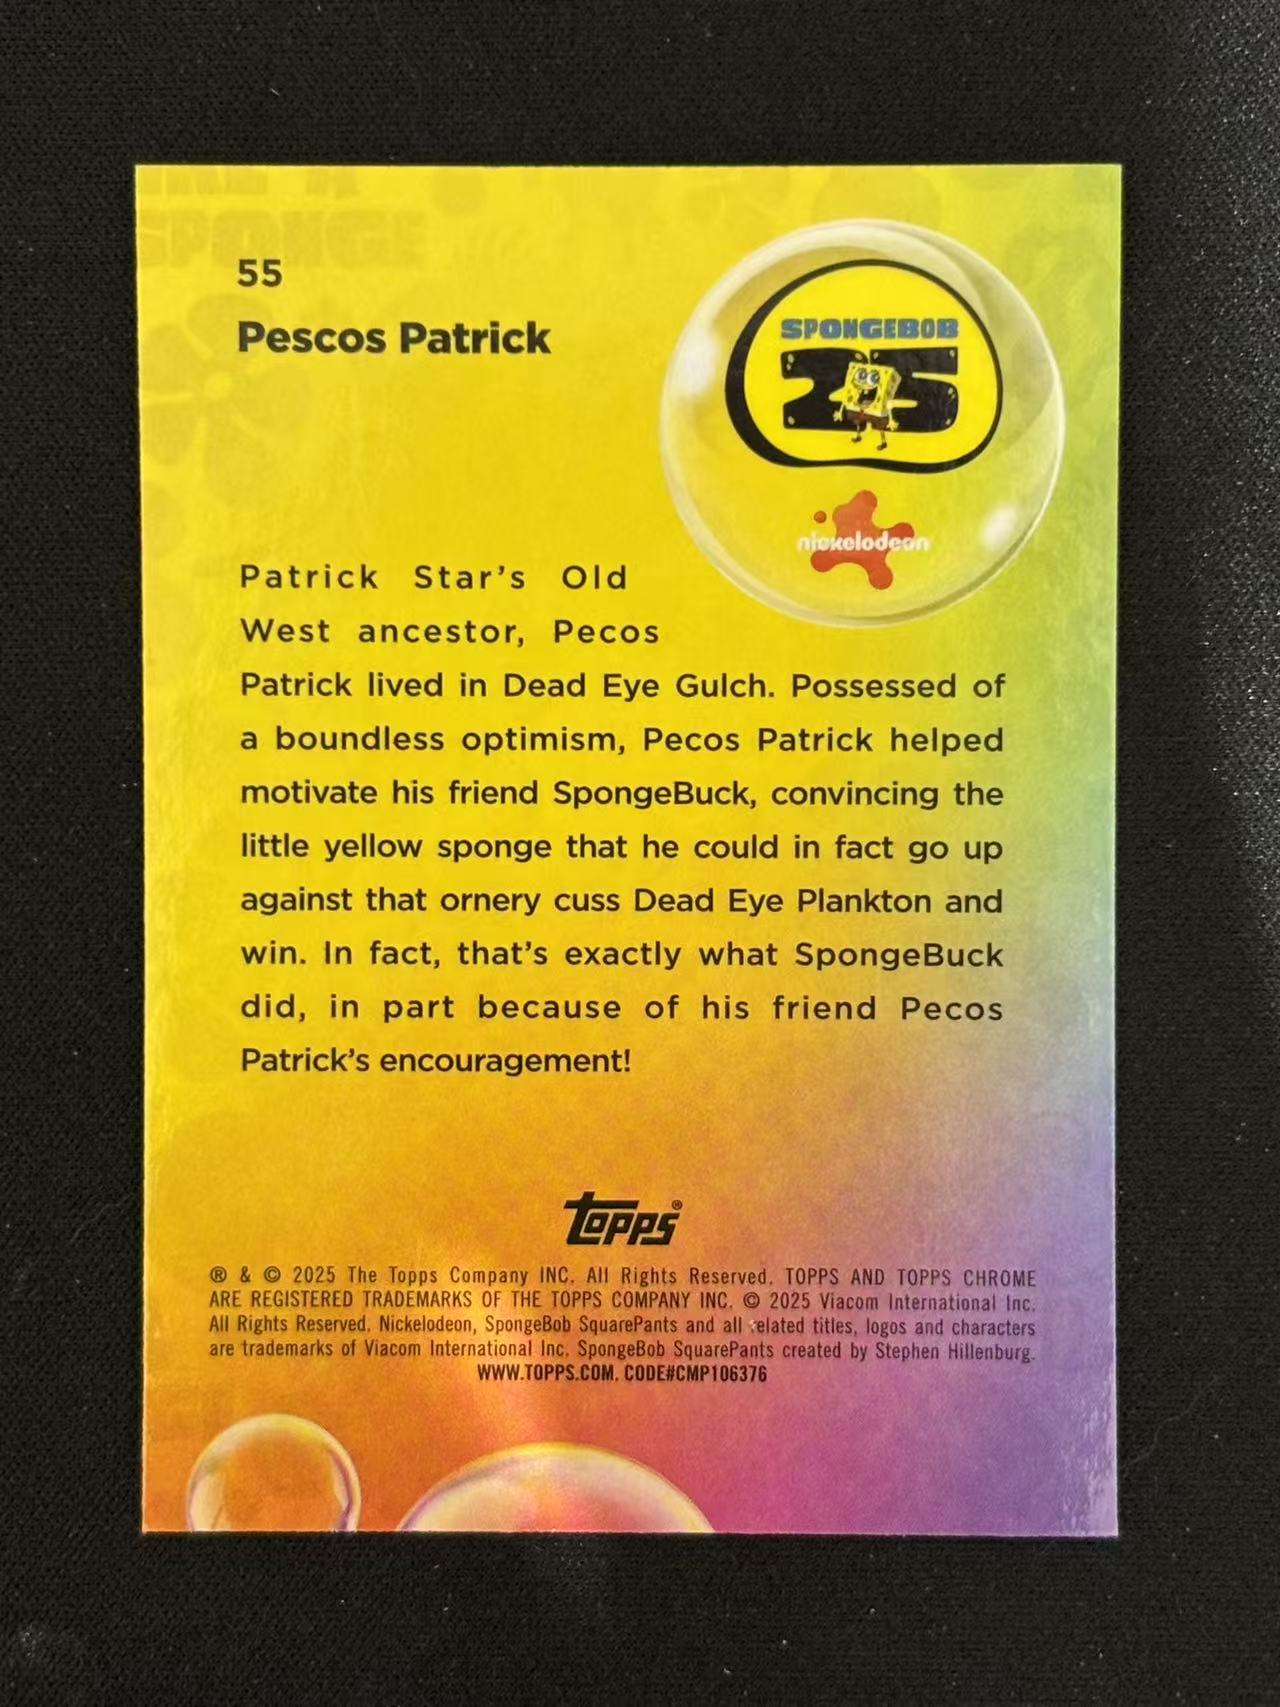 55
Pescos Patrick
SPONGEBOB
25
nickelodeon
Patrick Star's Old
West ancestor, Pecos
Patrick lived in Dead Eye Gulch. Possessed of
a boundless optimism, Pecos Patrick helped
motivate his friend SpongeBuck, convincing the
little yellow sponge that he could in fact go up
against that ornery cuss Dead Eye Plankton and
win. In fact, that's exactly what SpongeBuck
did, in part because of his friend Pecos
Patrick's encouragement!
topps®
® & © 2025 The Topps Company INC. All Rights Reserved. TOPPS AND TOPPS CHROME
ARE REGISTERED TRADEMARKS OF THE TOPPS COMPANY INC. © 2025 Viacom International Inc.
All Rights Reserved. Nickelodeon, SpongeBob SquarePants and all related titles, logos and characters
are trademarks of Viacom International Inc. SpongeBob SquarePants created by Stephen Hillenburg.
WWW.TOPPS.COM. CODE#CMP106376